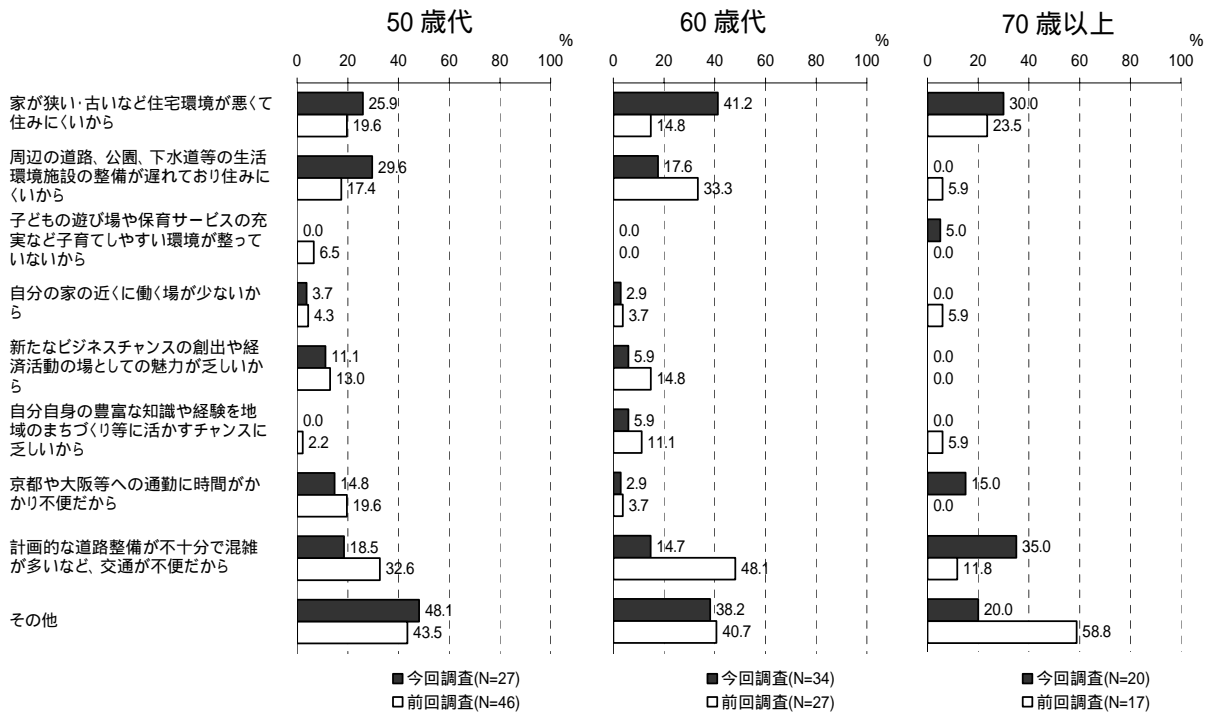 50 歳代
60 歳代
70 歳以上
%
%
%
0 20 40 60 80 100
0 20 40 60 80 100
0 20 40 60 80 100
家が狭い・古いなど住宅環境が悪くて
住みにくいから
25.9
19.6
41.2
14.8
30.0
23.5
周辺の道路、公園、下水道等の生活
環境施設の整備が遅れており住みに
くいから
29.6
17.4
17.6
33.3
0.0
5.9
子どもの遊び場や保育サービスの充
実など子育てしやすい環境が整って
いないから
0.0
6.5
0.0
0.0
5.0
0.0
自分の家の近くに働く場が少ないか
ら
3.7
4.3
2.9
3.7
0.0
5.9
新たなビジネスチャンスの創出や経
済活動の場としての魅力が乏しいか
ら
11.1
13.0
5.9
14.8
0.0
0.0
自分自身の豊富な知識や経験を地
域のまちづくり等に活かすチャンスに
乏しいから
0.0
2.2
5.9
11.1
0.0
5.9
京都や大阪等への通勤に時間がか
かり不便だから
14.8
19.6
2.9
3.7
15.0
0.0
計画的な道路整備が不十分で混雑
が多いなど、交通が不便だから
18.5
32.6
14.7
48.1
35.0
11.8
その他
48.1
43.5
38.2
40.7
20.0
58.8
今回調査(N=27)
前回調査(N=46)
今回調査(N=34)
前回調査(N=27)
今回調査(N=20)
前回調査(N=17)